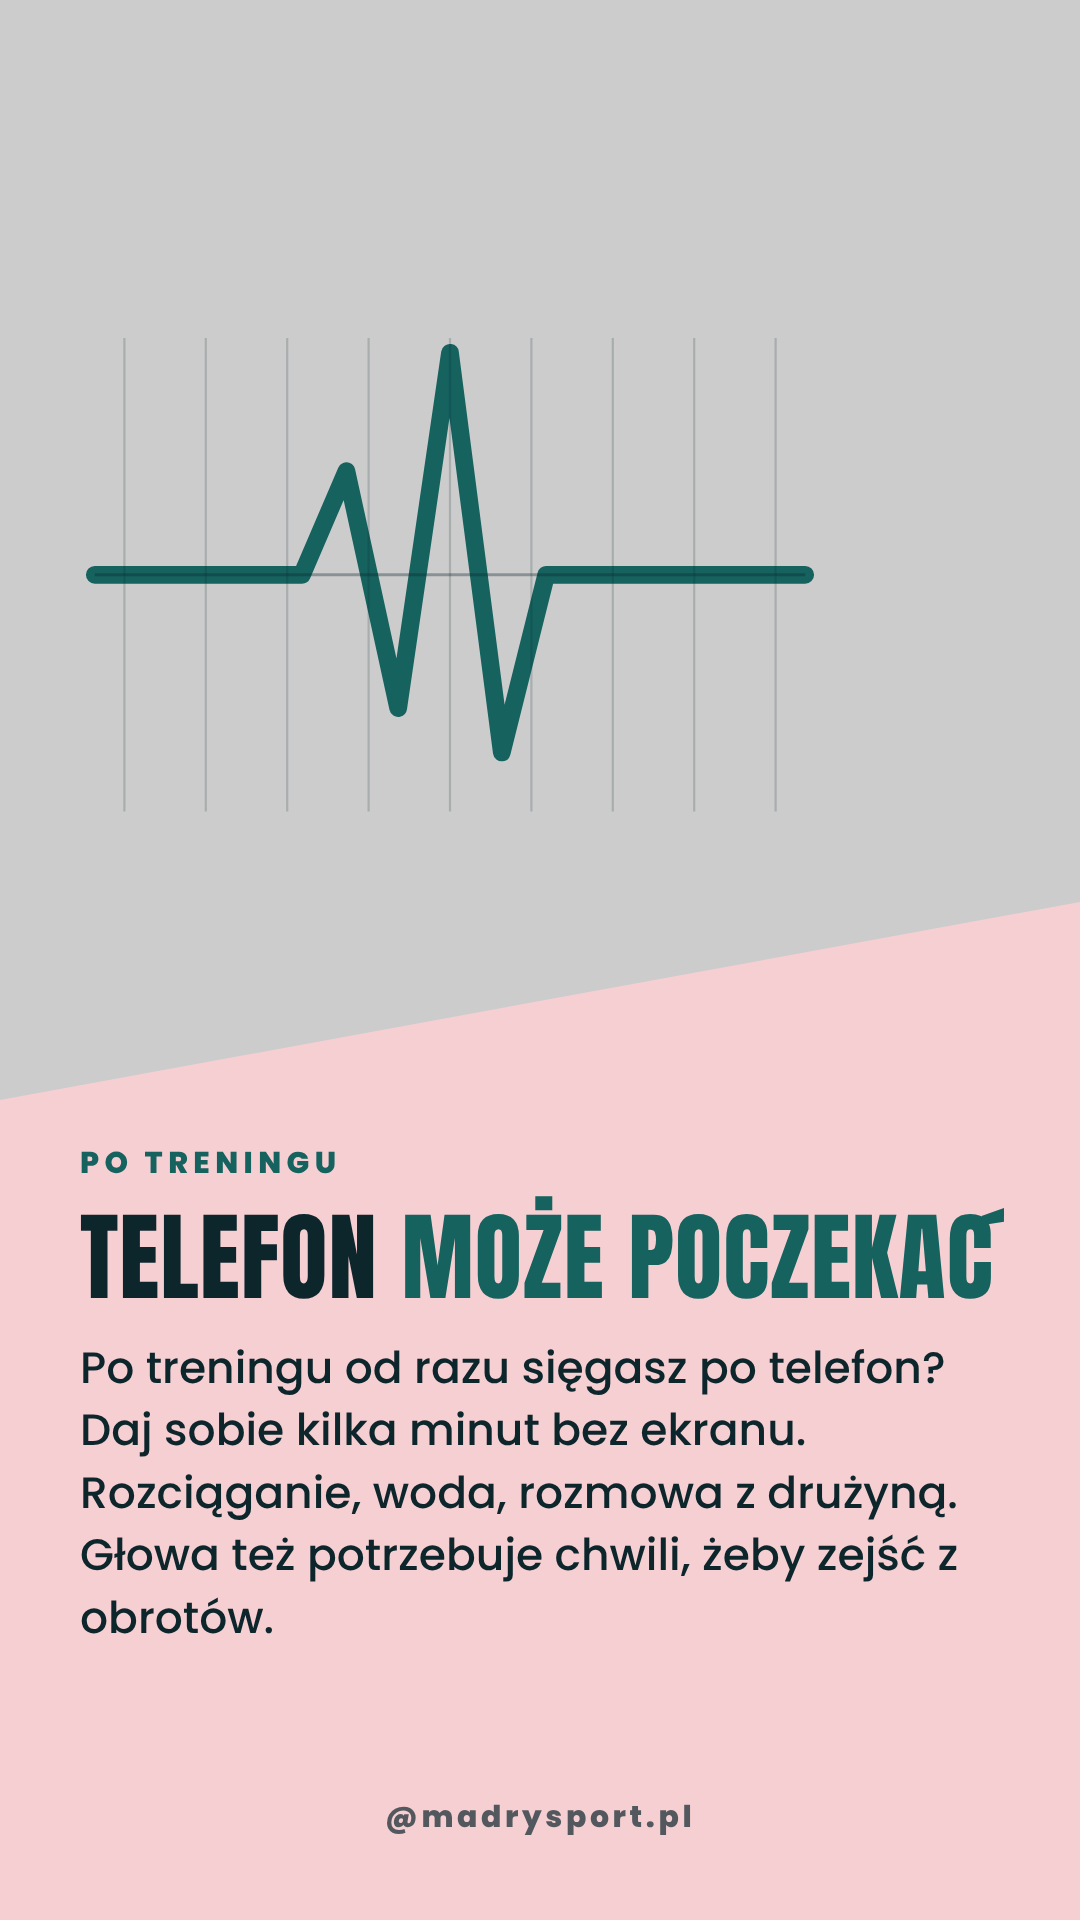 PO TRENINGU
TELEFON MOŻE POCZEKAĆ
Po treningu od razu sięgasz po telefon?
Daj sobie kilka minut bez ekranu.
Rozciąganie, woda, rozmowa z drużyną.
Głowa też potrzebuje chwili, żeby zejść z
obrotów.
@madrysport.pl